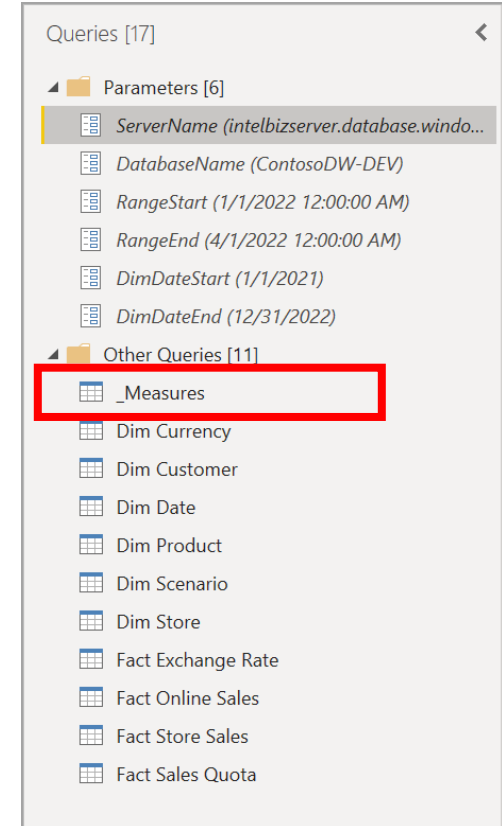 Queries [17]
Parameters [6]
ServerName (intelbizserver.database.windo...
DatabaseName (ContosoDW-DEV)
RangeStart (1/1/2022 12:00:00 AM)
RangeEnd (4/1/2022 12:00:00 AM)
DimDateStart (1/1/2021)
DimDateEnd (12/31/2022)
Other Queries [11]
_Measures
Dim Currency
Dim Customer
Dim Date
Dim Product
Dim Scenario
Dim Store
Fact Exchange Rate
Fact Online Sales
Fact Store Sales
Fact Sales Quota